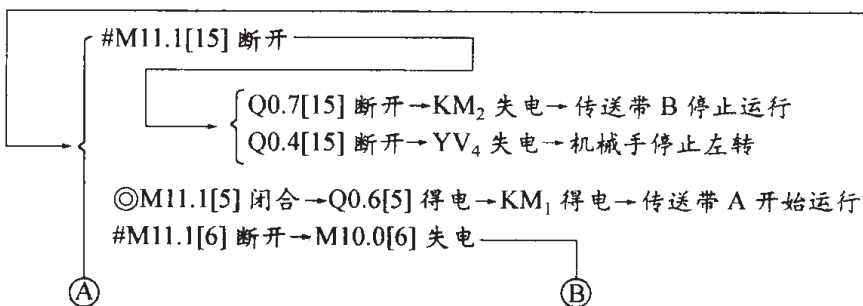 #M11.1[15] 断开
Q0.7[15] 断开→KM₂ 失电→传送带 B 停止运行
Q0.4[15] 断开→YV₄ 失电→机械手停止左转
◎M11.1[5] 闭合→Q0.6[5] 得电→KM₁ 得电→传送带 A 开始运行
#M11.1[6] 断开→M10.0[6] 失电
Ⓐ Ⓑ